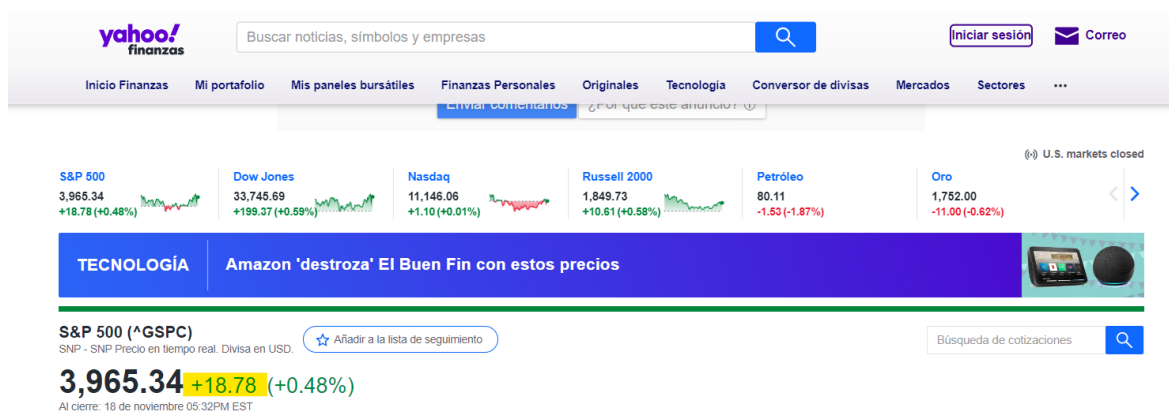 yahoo!
finanzas
Buscar noticias, símbolos y empresas
Iniciar sesión
Correo
Inicio Finanzas Mi portafolio Mis paneles bursátiles Finanzas Personales Originales Tecnología Conversor de divisas Mercados Sectores ...
Enviar comentarios ¿Por qué este anuncio?
U.S. markets closed
S&P 500 Dow Jones Nasdaq Russell 2000 Petróleo Oro
3,965.34 33,745.69 11,146.06 1,849.73 80.11 1,752.00
+18.78 (+0.48%) +199.37 (+0.59%) +1.10 (+0.01%) +10.61 (+0.58%) -1.53 (-1.87%) -11.00 (-0.62%)
TECNOLOGÍA Amazon 'destroza' El Buen Fin con estos precios
S&P 500 (^GSPC)
SNP - SNP Precio en tiempo real. Divisa en USD.
Añadir a la lista de seguimiento
Búsqueda de cotizaciones
3,965.34 +18.78 (+0.48%)
Al cierre: 18 de noviembre 05:32PM EST